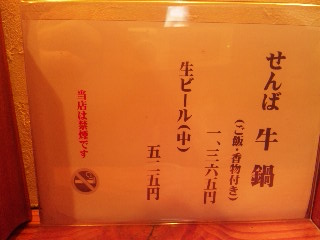 せんば 牛鍋
(ご飯・香物付き)
一、三六五円
生ビール(中)
五二五円
当店は禁煙です